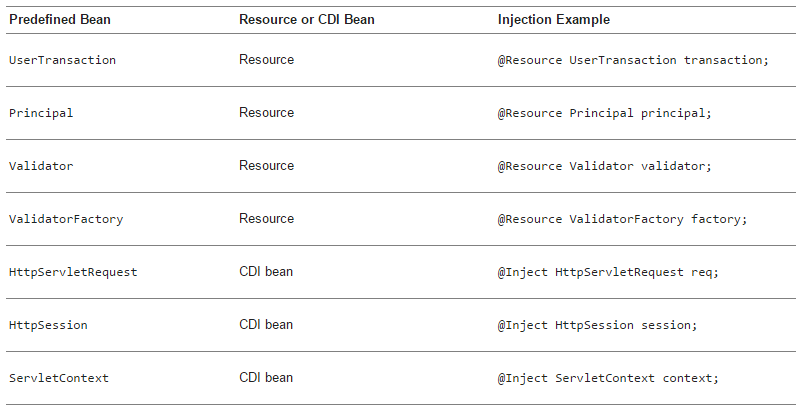 Predefined Bean Resource or CDI Bean Injection Example
UserTransaction Resource @Resource UserTransaction transaction;
Principal Resource @Resource Principal principal;
Validator Resource @Resource Validator validator;
ValidatorFactory Resource @Resource ValidatorFactory factory;
HttpServletRequest CDI bean @Inject HttpServletRequest req;
HttpSession CDI bean @Inject HttpSession session;
ServletContext CDI bean @Inject ServletContext context;